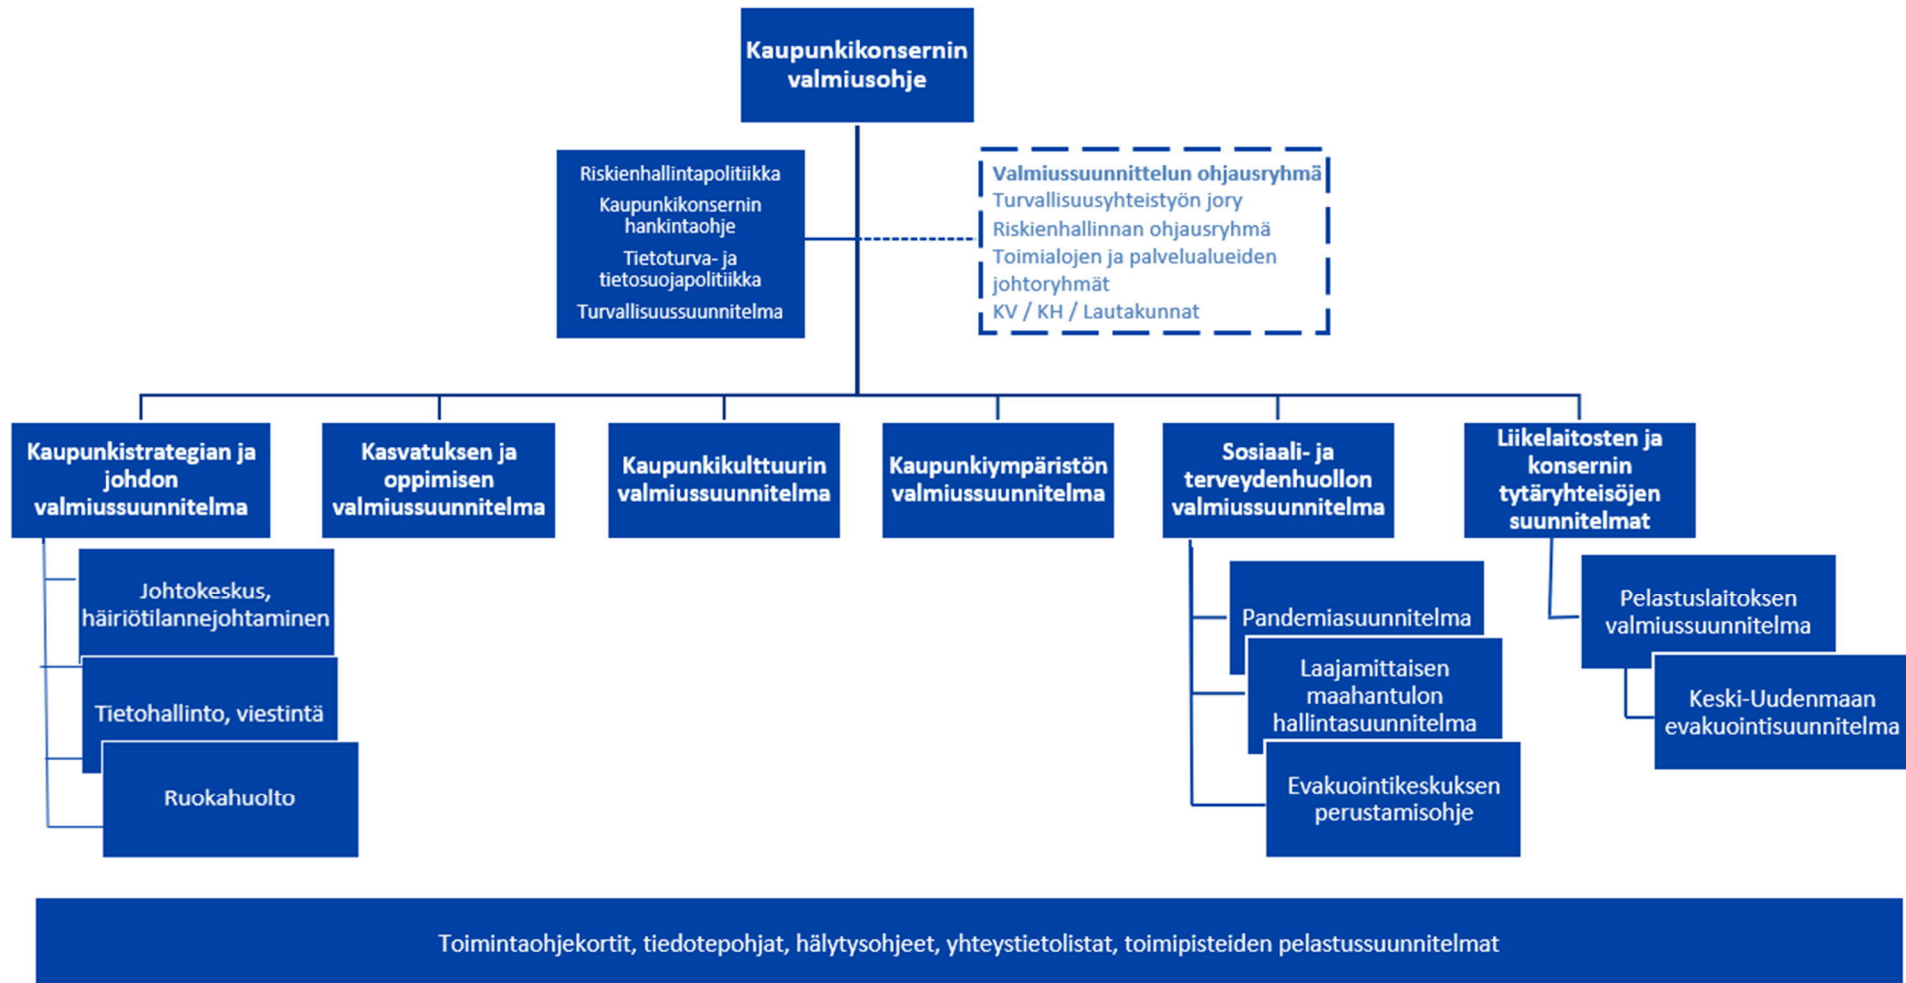 Kaupunkikonsernin
valmiusohje
Riskienhallintapolitiikka
Kaupunkikonsernin
hankintaohje
Tietoturva- ja
tietosuojapolitiikka
Turvallisuussuunnitelma
Valmiussuunnittelun ohjausryhmä
Turvallisuusyhteistyön jory
Riskienhallinnan ohjausryhmä
Toimialojen ja palvelualueiden
johtoryhmät
KV / KH / Lautakunnat
Kaupunkistrategian ja
johdon
valmiussuunnitelma
Kasvatuksen ja
oppimisen
valmiussuunnitelma
Kaupunkikulttuurin
valmiussuunnitelma
Kaupunkiympäristön
valmiussuunnitelma
Sosiaali- ja
terveydenhuollon
valmiussuunnitelma
Liikelaitosten ja
konsernin
tytäryhteisöjen
suunnitelmat
Johtokeskus,
häiriötilannejohtaminen
Tietohallinto, viestintä
Ruokahuolto
Pandemiasuunnitelma
Laajamittaisen
maahantulon
hallintasuunnitelma
Evakuointikeskuksen
perustamisohje
Pelastuslaitoksen
valmiussuunnitelma
Keski-Uudenmaan
evakuointisuunnitelma
Toimintaohjekortit, tiedotepohjat, hälytysohjeet, yhteystietolistat, toimipisteiden pelastussuunnitelmat